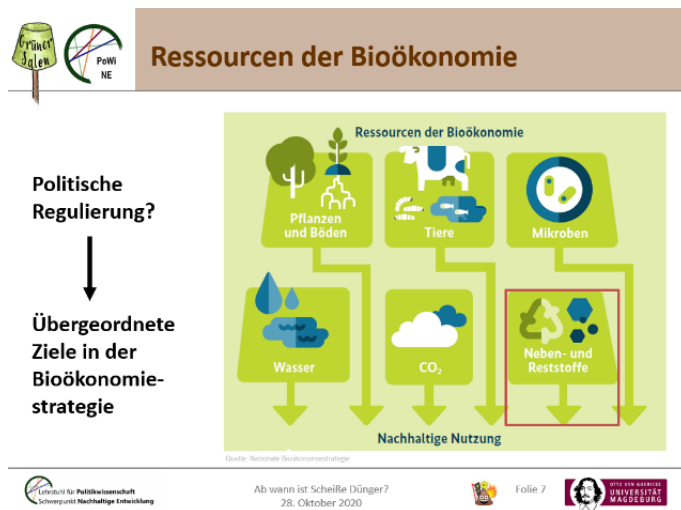 Grüner
Salon
PoWi
NE
Ressourcen der Bioökonomie
Politische
Regulierung?
Übergeordnete
Ziele in der
Bioökonomie-
strategie
Ressourcen der Bioökonomie
Pflanzen
und Böden
Tiere
Mikroben
Wasser
CO₂
Neben- und
Reststoffe
Nachhaltige Nutzung
Quelle: Nationale Bioökonomiestrategie
Lehrstuhl für Politikwissenschaft
Schwerpunkt Nachhaltige Entwicklung
Ab wann ist Scheiße Dünger?
28. Oktober 2020
Folie 7
OTTO VON GUERICKE
UNIVERSITÄT
MAGDEBURG